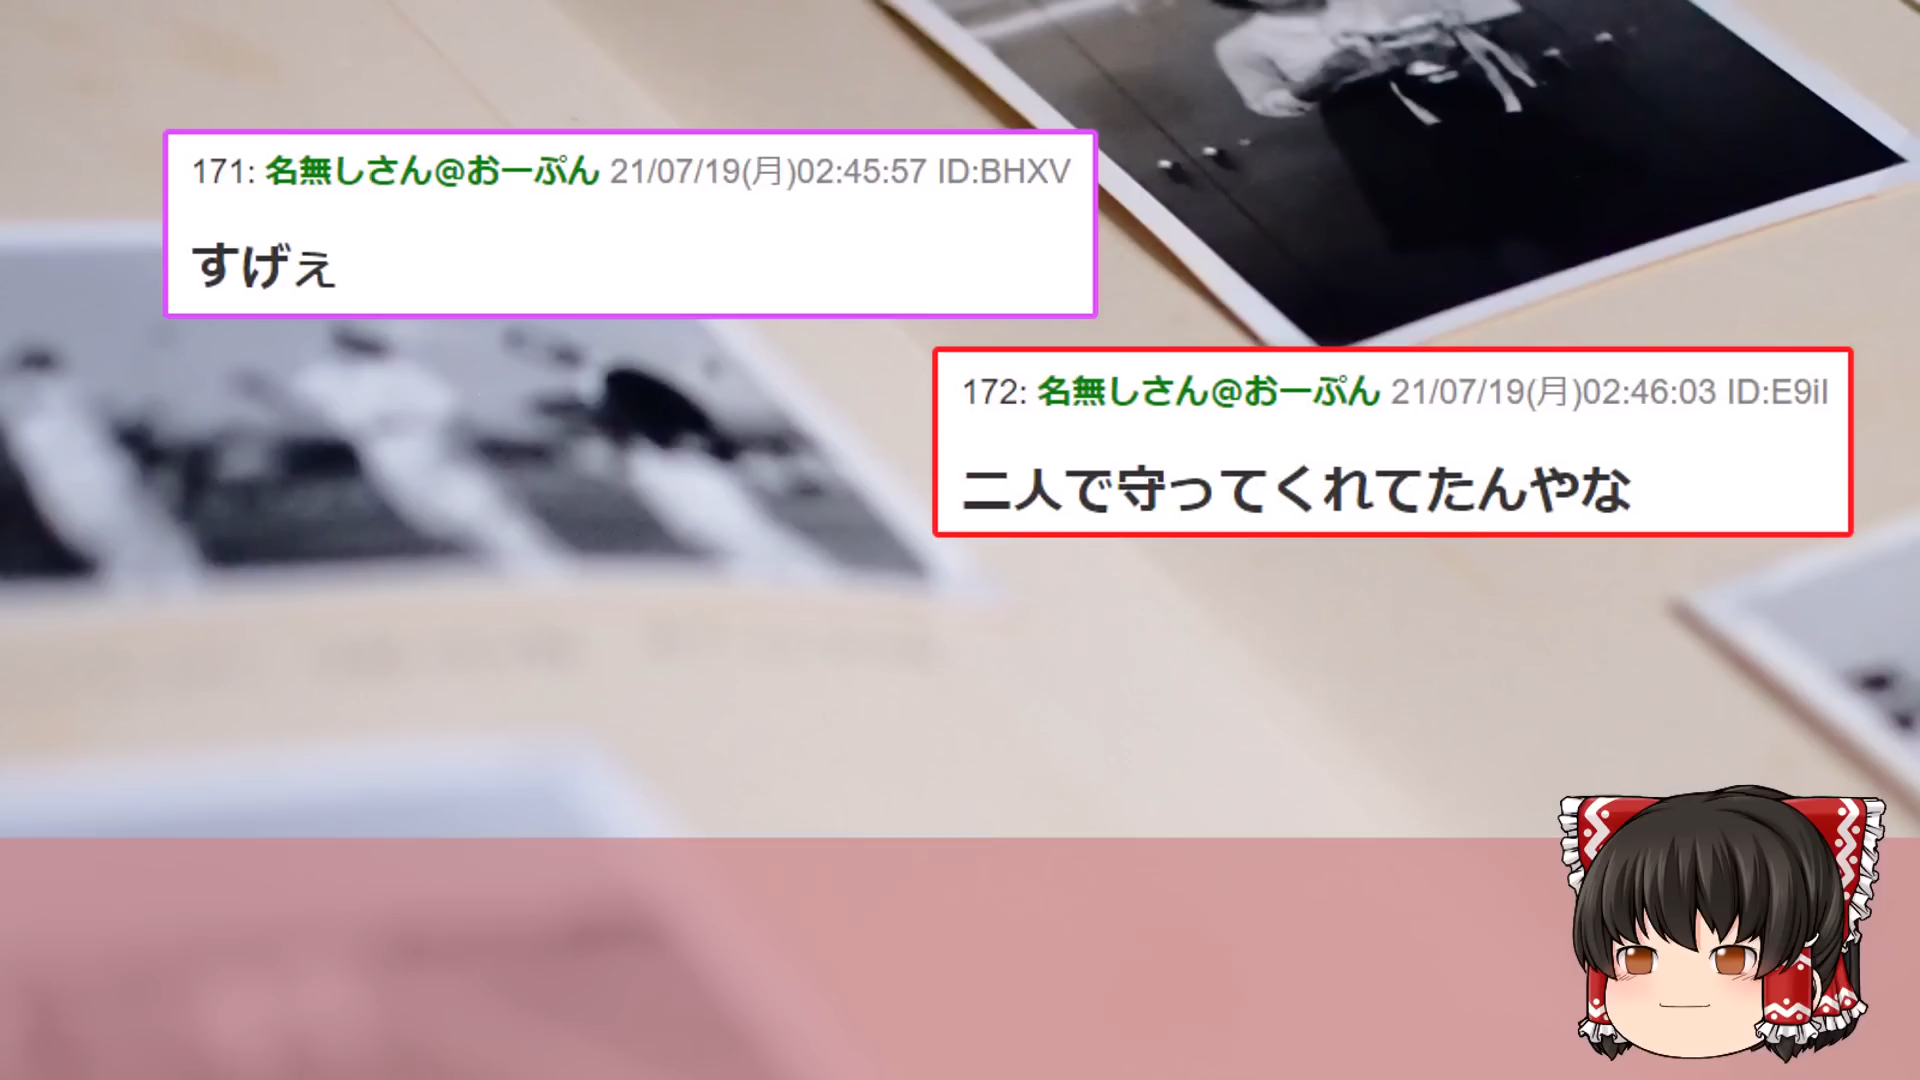 171: 名無しさん@おーぷん 21/07/19(月)02:45:57 ID:BHXV
すげぇ
172: 名無しさん@おーぷん 21/07/19(月)02:46:03 ID:E9iI
二人で守ってくれてたんやな